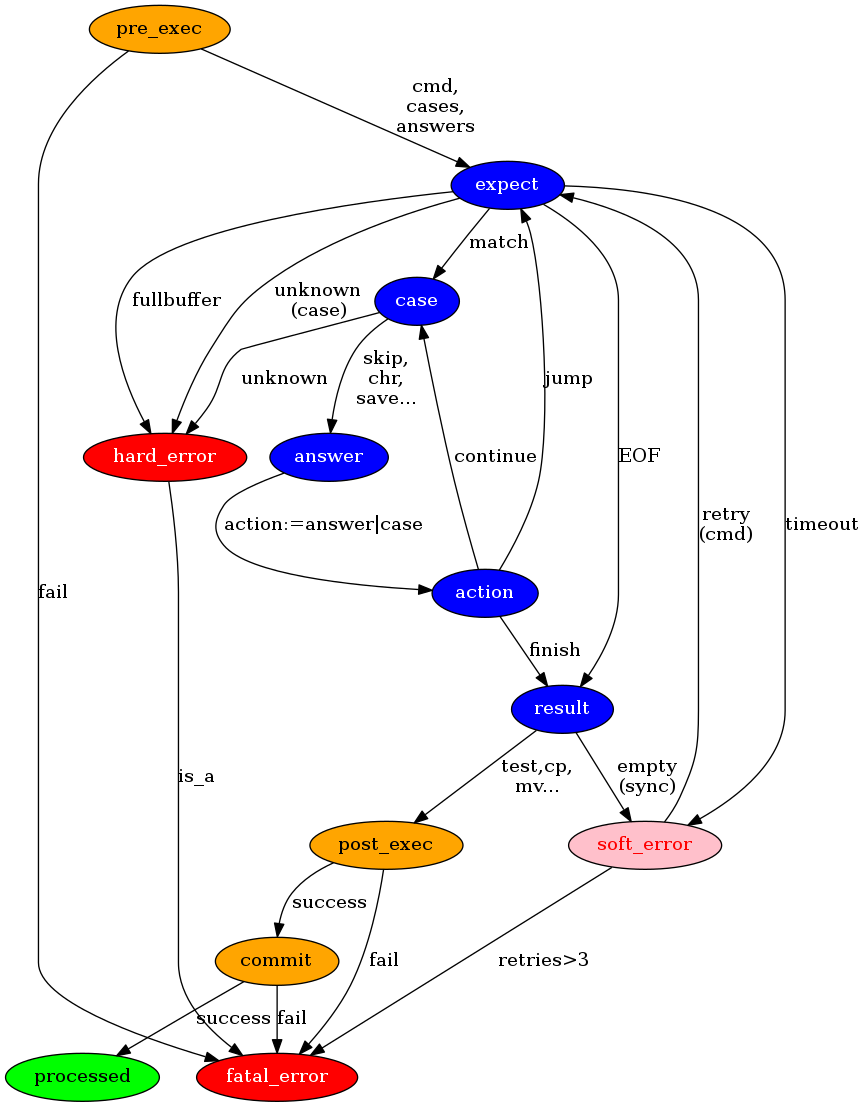 pre_exec
cmd,
cases,
answers
expect
match
fullbuffer
unknown
(case)
case
skip,
chr,
save...
unknown
jump
hard_error
answer
continue
EOF
retry
(cmd)
timeout
action:=answer|case
fail
action
finish
result
is_a
test,cp,
mv...
empty
(sync)
post_exec
soft_error
success
commit
fail
retries>3
success
fail
processed
fatal_error